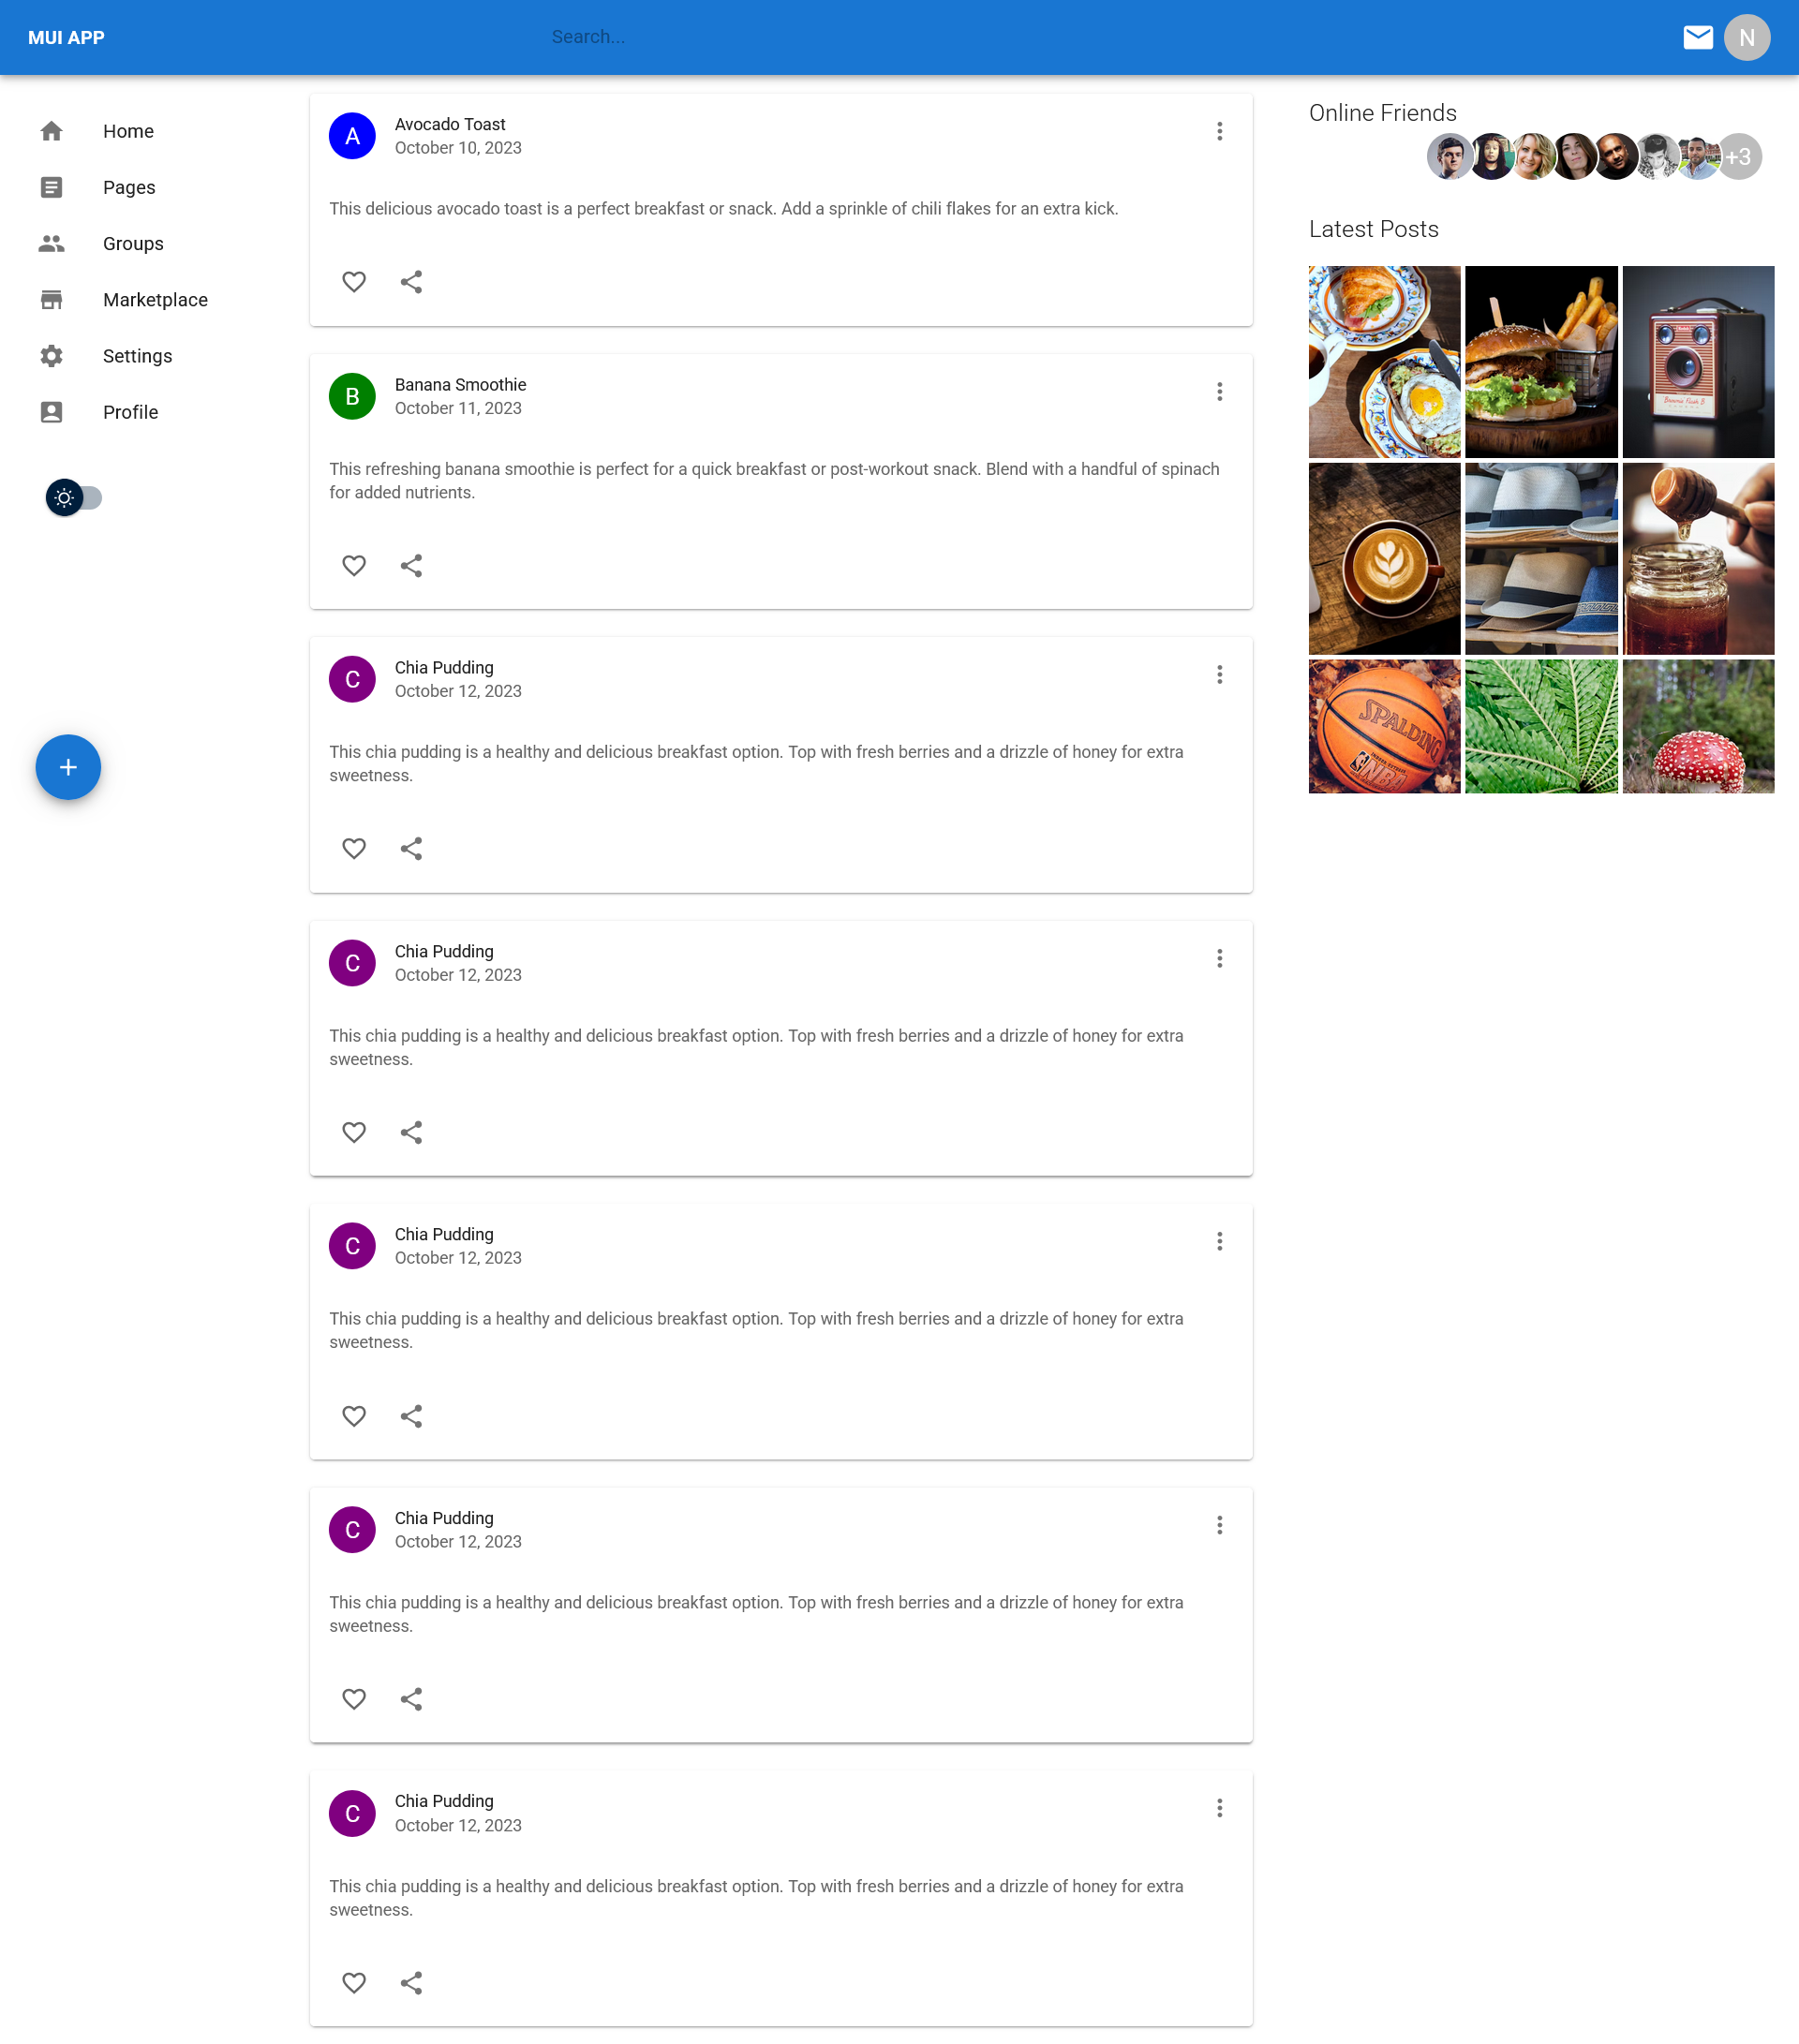 MUI APP
Search...
N
Home
Pages
Groups
Marketplace
Settings
Profile
A
Avocado Toast
October 10, 2023
This delicious avocado toast is a perfect breakfast or snack. Add a sprinkle of chili flakes for an extra kick.
B
Banana Smoothie
October 11, 2023
This refreshing banana smoothie is perfect for a quick breakfast or post-workout snack. Blend with a handful of spinach
for added nutrients.
C
Chia Pudding
October 12, 2023
This chia pudding is a healthy and delicious breakfast option. Top with fresh berries and a drizzle of honey for extra
sweetness.
C
Chia Pudding
October 12, 2023
This chia pudding is a healthy and delicious breakfast option. Top with fresh berries and a drizzle of honey for extra
sweetness.
C
Chia Pudding
October 12, 2023
This chia pudding is a healthy and delicious breakfast option. Top with fresh berries and a drizzle of honey for extra
sweetness.
C
Chia Pudding
October 12, 2023
This chia pudding is a healthy and delicious breakfast option. Top with fresh berries and a drizzle of honey for extra
sweetness.
C
Chia Pudding
October 12, 2023
This chia pudding is a healthy and delicious breakfast option. Top with fresh berries and a drizzle of honey for extra
sweetness.
Online Friends
+3
Latest Posts
Brownie Flash B
SPALDING
NBA